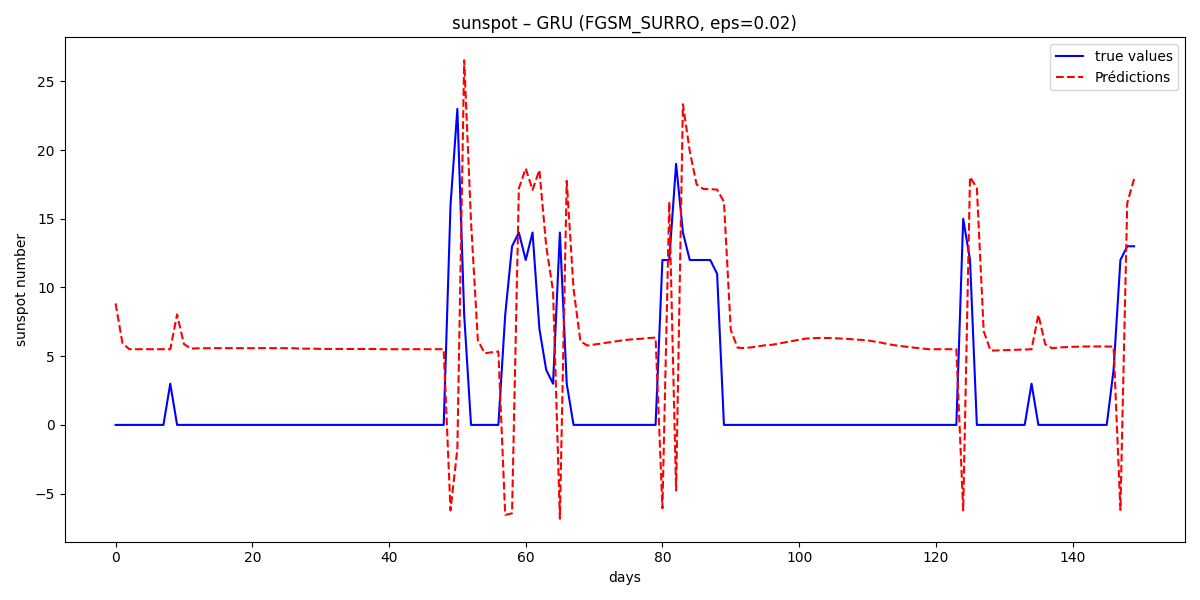 sunspot – GRU (FGSM_SURRO, eps=0.02)
true values
Prédictions
sunspot number
25
20
15
10
5
0
−5
0 20 40 60 80 100 120 140
days